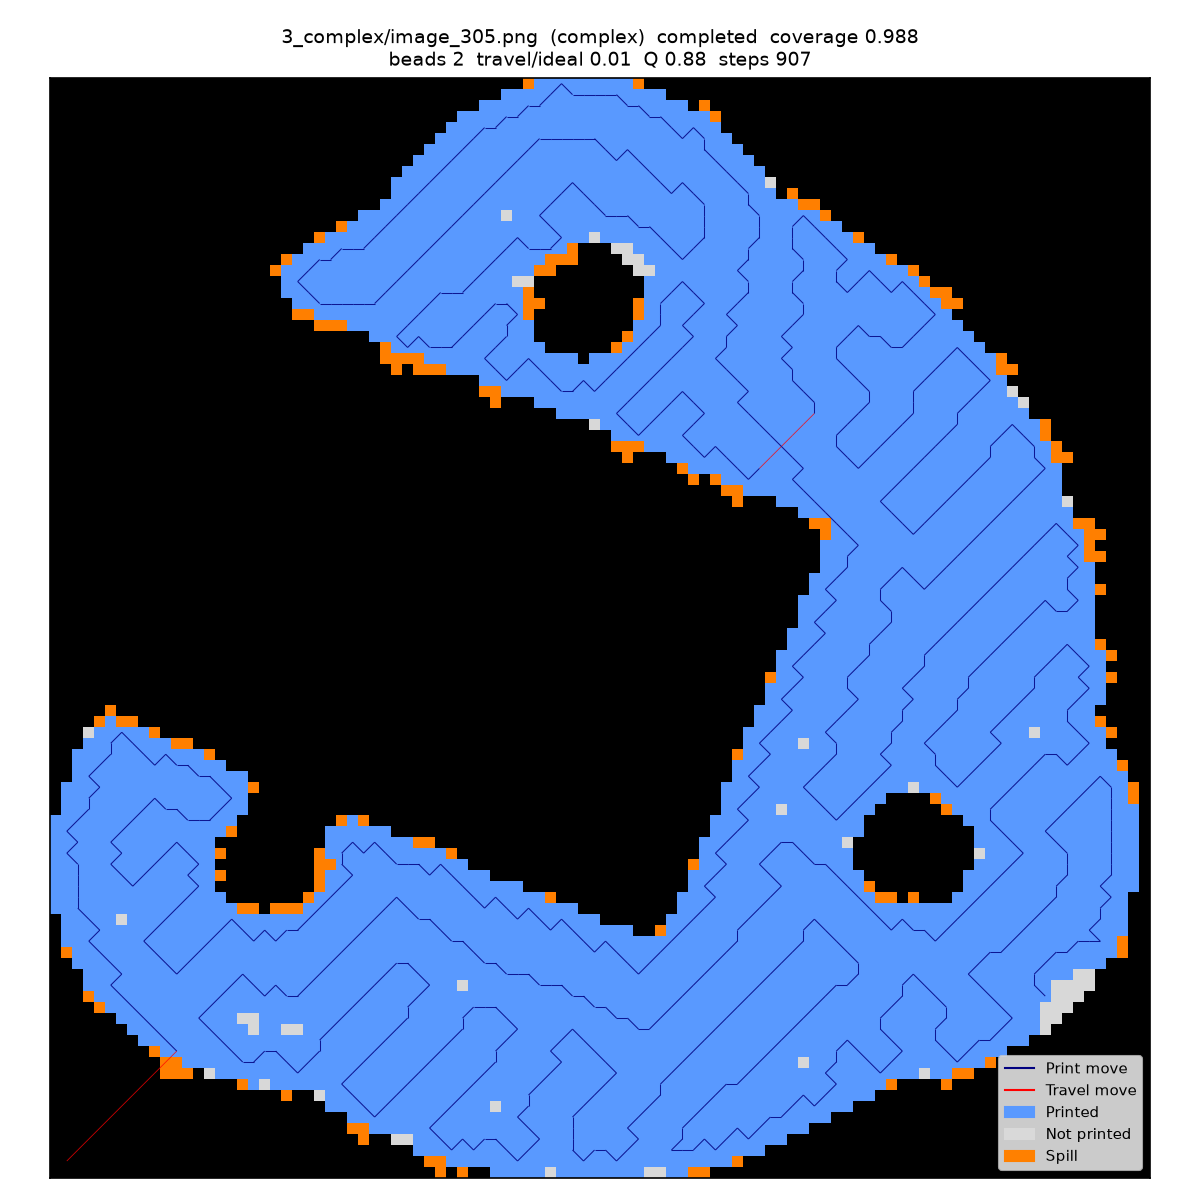 3_complex/image_305.png  (complex)  completed  coverage 0.988
beads 2  travel/ideal 0.01  Q 0.88  steps 907
Print move
Travel move
Printed
Not printed
Spill